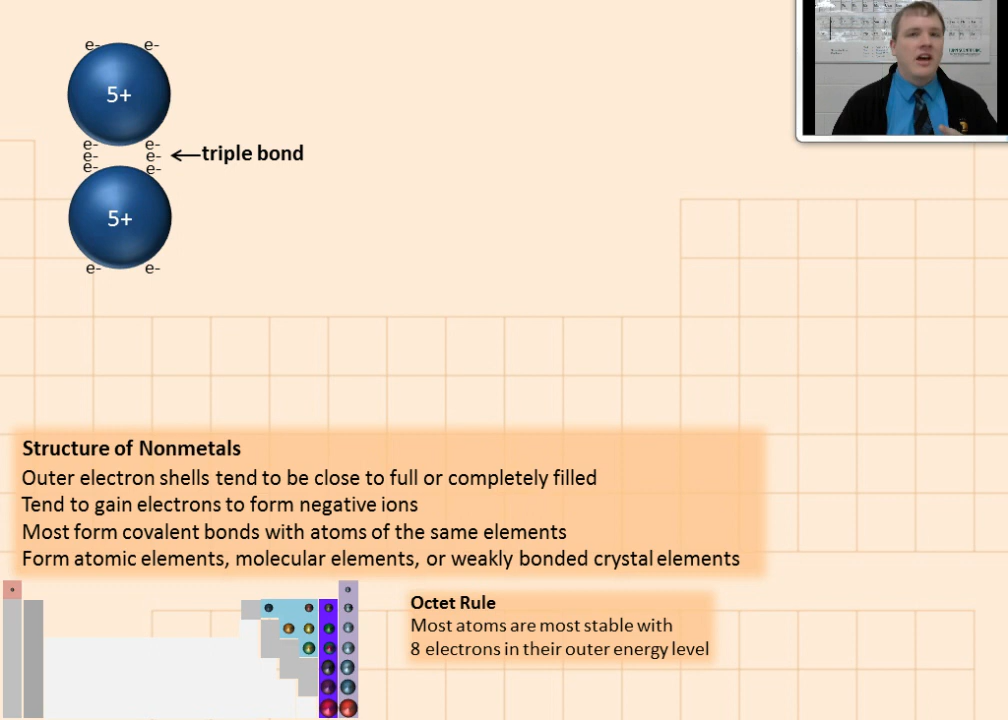 e- e-
5+
e- e-
e- e- ←triple bond
e- e-
5+
e- e-
Structure of Nonmetals
Outer electron shells tend to be close to full or completely filled
Tend to gain electrons to form negative ions
Most form covalent bonds with atoms of the same elements
Form atomic elements, molecular elements, or weakly bonded crystal elements
Octet Rule
Most atoms are most stable with
8 electrons in their outer energy level